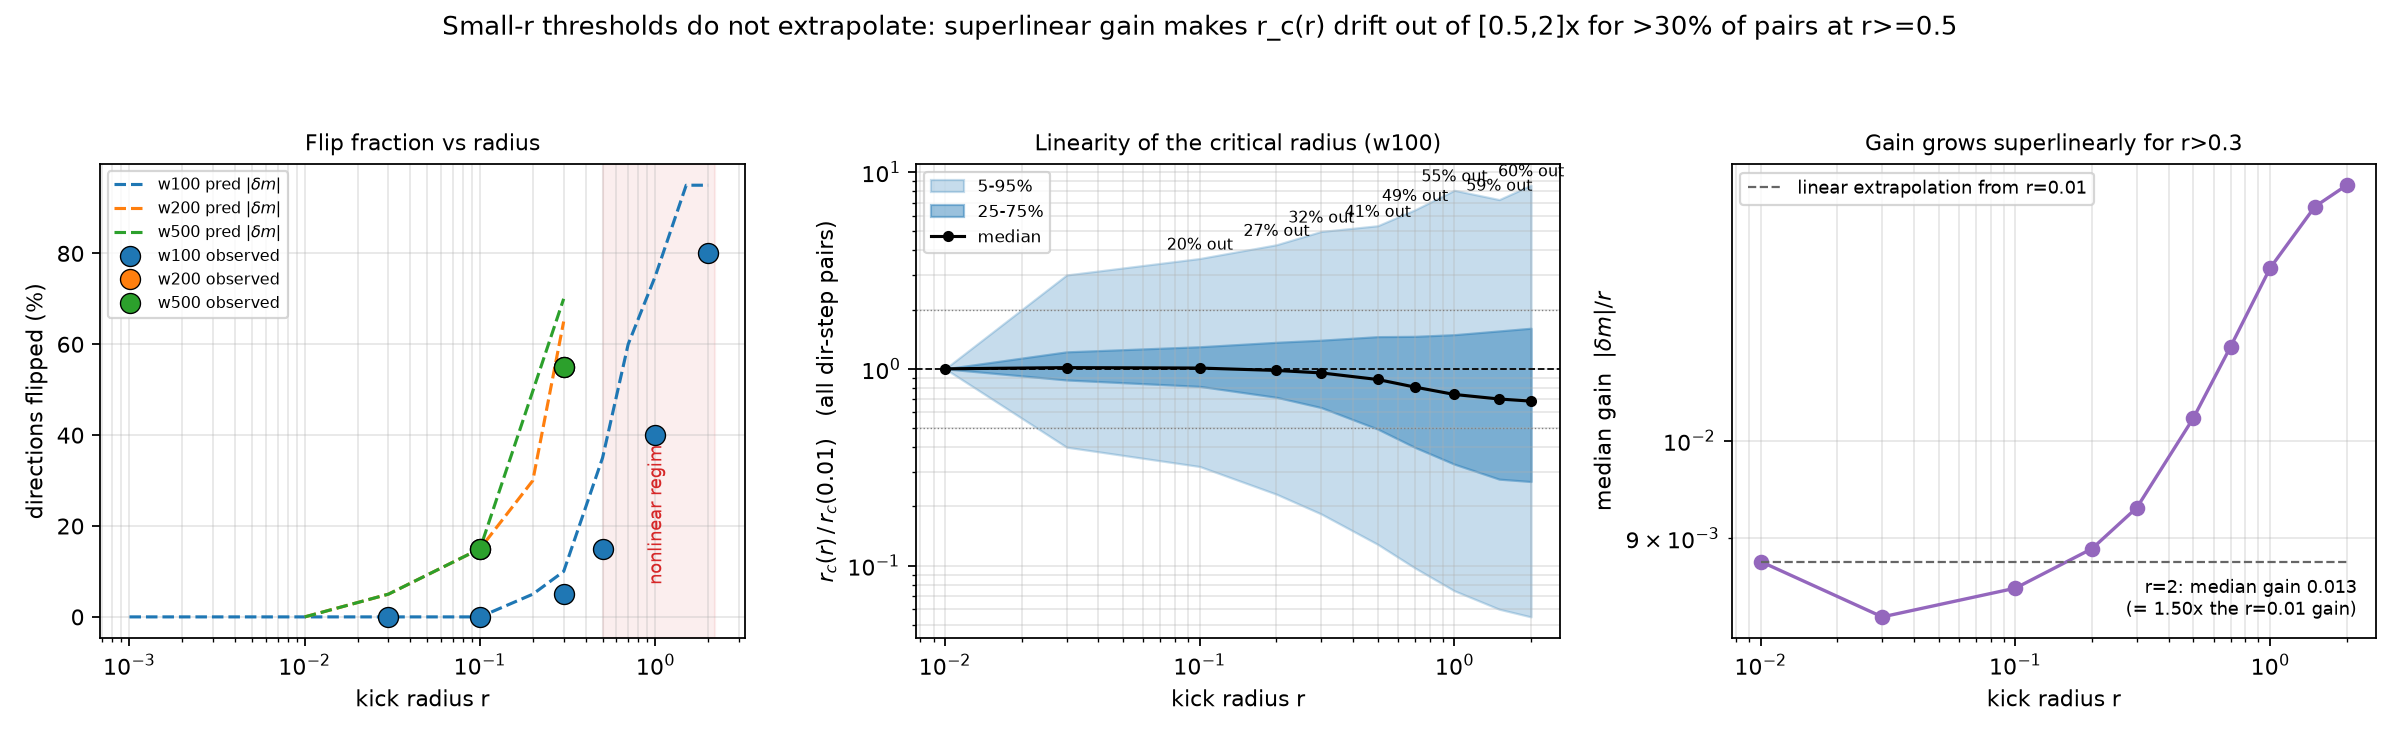 Small-r thresholds do not extrapolate: superlinear gain makes r_c(r) drift out of [0.5,2]x for >30% of pairs at r>=0.5
Flip fraction vs radius
directions flipped (%)
80
60
40
20
0
w100 pred |δm|
w200 pred |δm|
w500 pred |δm|
w100 observed
w200 observed
w500 observed
nonlinear regime
10⁻³
10⁻²
10⁻¹
10⁰
kick radius r
Linearity of the critical radius (w100)
r_c(r) / r_c(0.01) (all dir-step pairs)
10¹
10⁰
10⁻¹
5-95%
25-75%
median
20% out
27% out
32% out
41% out
49% out
55% out
59% out
60% out
10⁻²
10⁻¹
10⁰
kick radius r
Gain grows superlinearly for r>0.3
median gain |δm|/r
10⁻²
9 × 10⁻³
linear extrapolation from r=0.01
r=2: median gain 0.013
(= 1.50x the r=0.01 gain)
10⁻²
10⁻¹
10⁰
kick radius r